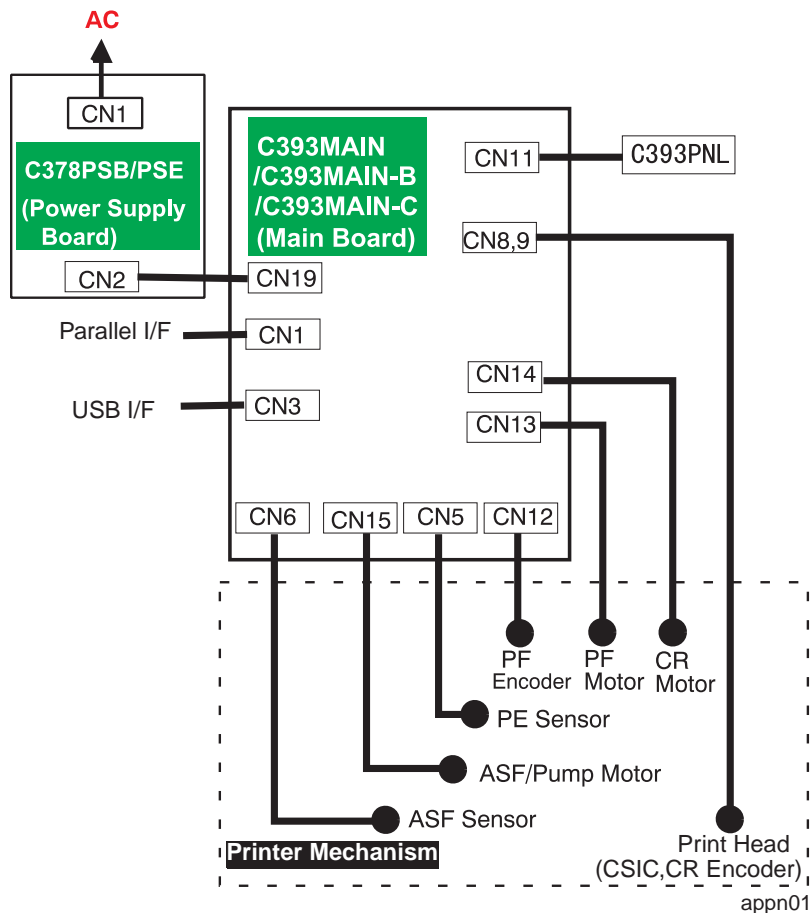 AC
CN1
C378PSB/PSE
(Power Supply
Board)
CN2
C393MAIN
/C393MAIN-B
/C393MAIN-C
(Main Board)
CN11
C393PNL
CN8,9
CN19
Parallel I/F
CN1
USB I/F
CN3
CN14
CN13
CN6
CN15
CN5
CN12
PF
Encoder
PF
Motor
CR
Motor
PE Sensor
ASF/Pump Motor
ASF Sensor
Printer Mechanism
Print Head
(CSIC,CR Encoder)
appn01